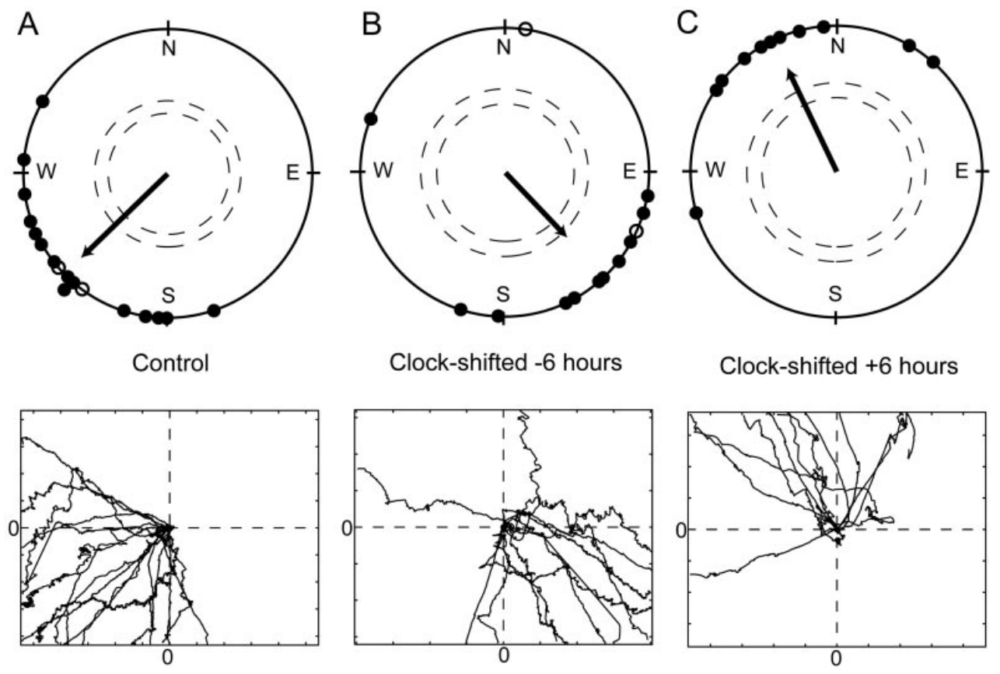 A
N
W
E
S
Control
B
N
W
E
S
Clock-shifted -6 hours
C
N
W
E
S
Clock-shifted +6 hours
0
0
0
0
0
0